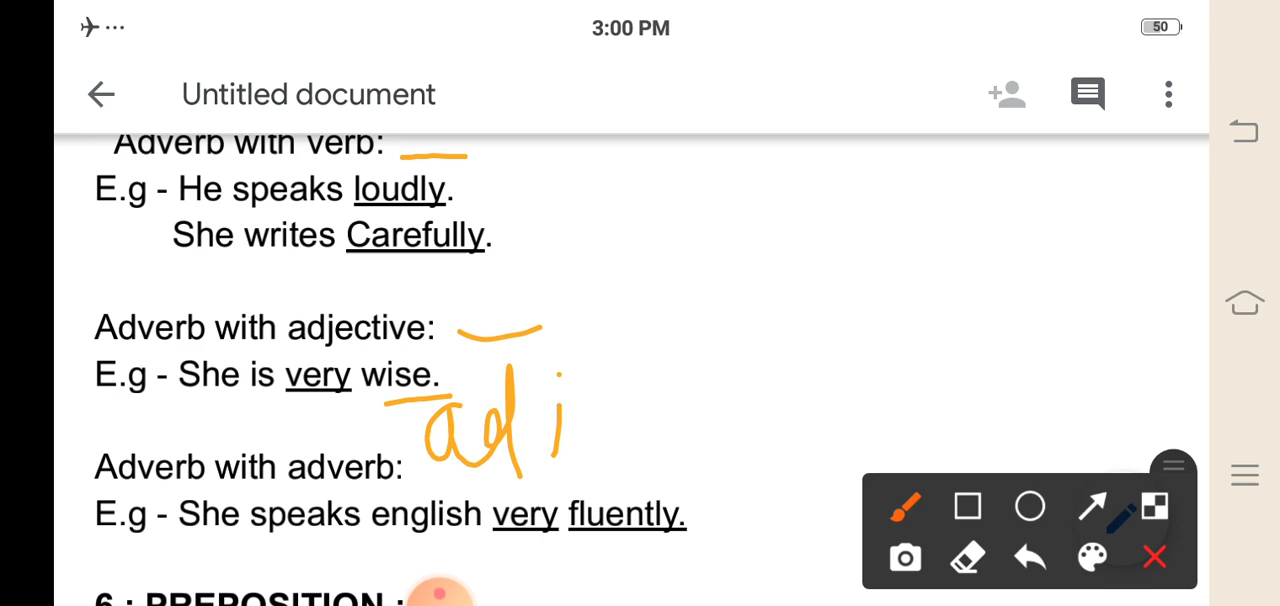 3:00 PM
50
Untitled document
Adverb with verb:
E.g - He speaks loudly.
She writes Carefully.
Adverb with adjective:
E.g - She is very wise.
adi
Adverb with adverb:
E.g - She speaks english very fluently.
6 : PREPOSITION :